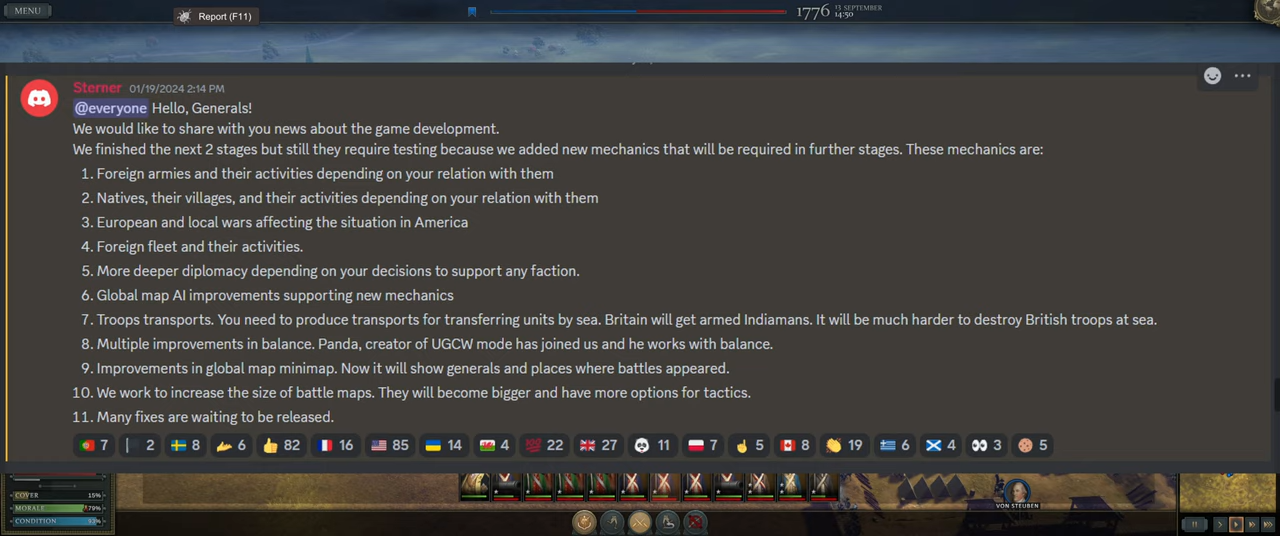 MENU
Report (F11)
1776 13 SEPTEMBER
14:50
Sterner 01/19/2024 2:14 PM
@everyone Hello, Generals!
We would like to share with you news about the game development.
We finished the next 2 stages but still they require testing because we added new mechanics that will be required in further stages. These mechanics are:
1. Foreign armies and their activities depending on your relation with them
2. Natives, their villages, and their activities depending on your relation with them
3. European and local wars affecting the situation in America
4. Foreign fleet and their activities.
5. More deeper diplomacy depending on your decisions to support any faction.
6. Global map AI improvements supporting new mechanics
7. Troops transports. You need to produce transports for transferring units by sea. Britain will get armed Indiamans. It will be much harder to destroy British troops at sea.
8. Multiple improvements in balance. Panda, creator of UGCW mode has joined us and he works with balance.
9. Improvements in global map minimap. Now it will show generals and places where battles appeared.
10. We work to increase the size of battle maps. They will become bigger and have more options for tactics.
11. Many fixes are waiting to be released.
7 2 8 6 82 16 85 14 4 22 27 11 7 5 8 19 6 4 3 5
COVER 15%
MORALE 79%
CONDITION 93%
VON STEUBEN